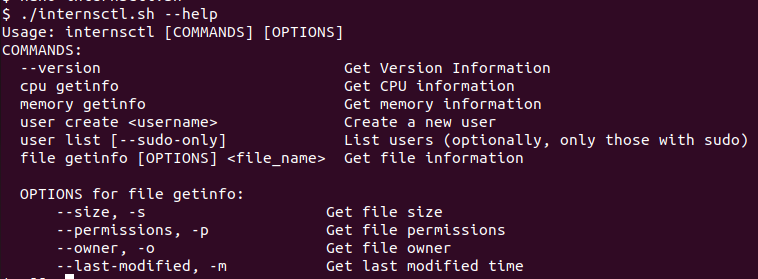 $ ./internsctl.sh --help
Usage: internsctl [COMMANDS] [OPTIONS]
COMMANDS:
  --version                           Get Version Information
  cpu getinfo                         Get CPU information
  memory getinfo                      Get memory information
  user create <username>              Create a new user
  user list [--sudo-only]             List users (optionally, only those with sudo)
  file getinfo [OPTIONS] <file_name>  Get file information

  OPTIONS for file getinfo:
      --size, -s                    Get file size
      --permissions, -p             Get file permissions
      --owner, -o                   Get file owner
      --last-modified, -m           Get last modified time